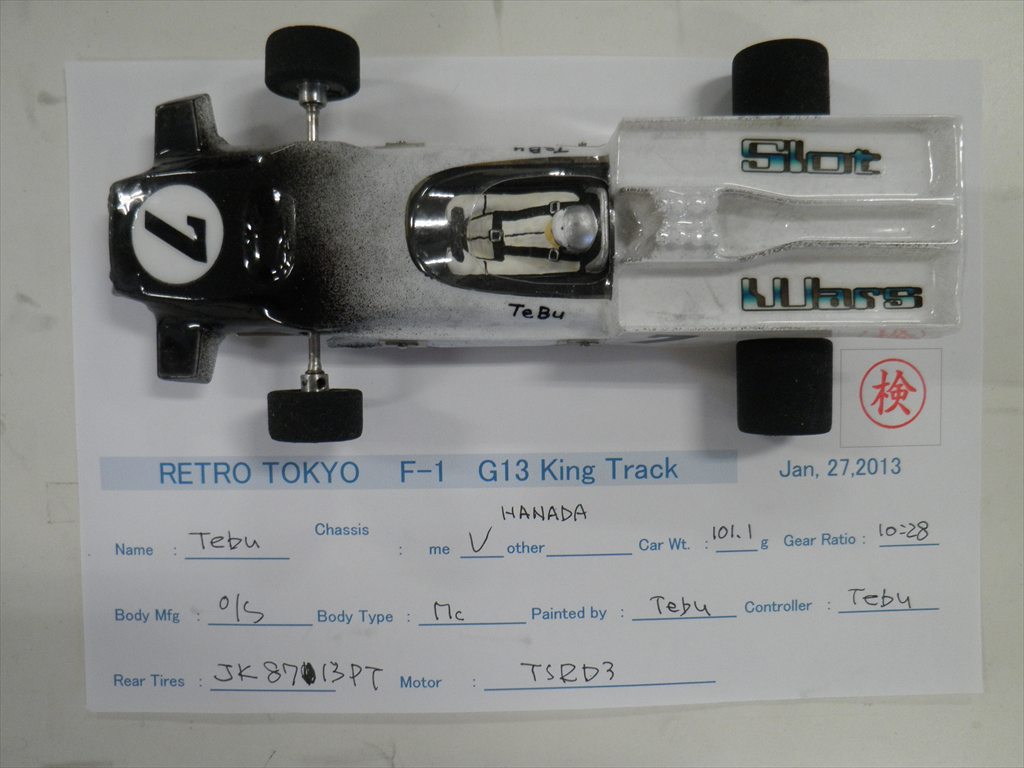 7
TeBu
Slot
TeBu
Wars
検
RETRO TOKYO F-1 G13 King Track Jan, 27,2013
HANADA
Name : Tebu Chassis : me V other Car Wt. : 101.1 g Gear Ratio : 10:28
Body Mfg : O/S Body Type : Mc Painted by : Tebu Controller : Tebu
Rear Tires : JK 87 13PT Motor : TSRD3